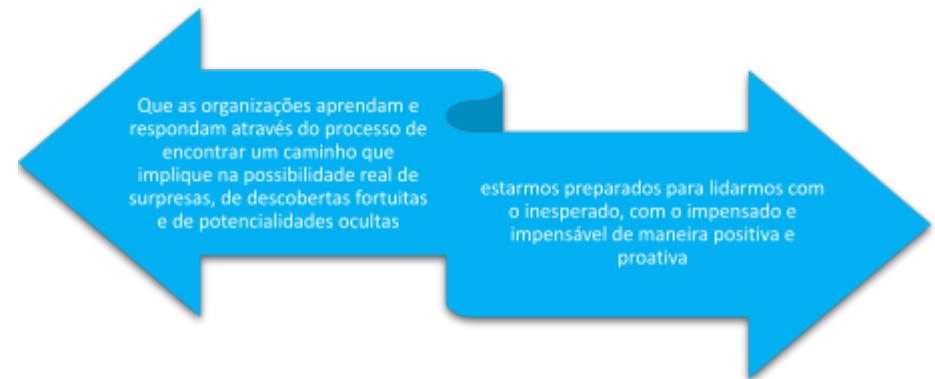 Que as organizações aprendam e
respondam através do processo de
encontrar um caminho que
implique na possibilidade real de
surpresas, de descobertas fortuitas
e de potencialidades ocultas
estarmos preparados para lidarmos com
o inesperado, com o impensado e
impensável de maneira positiva e
proativa